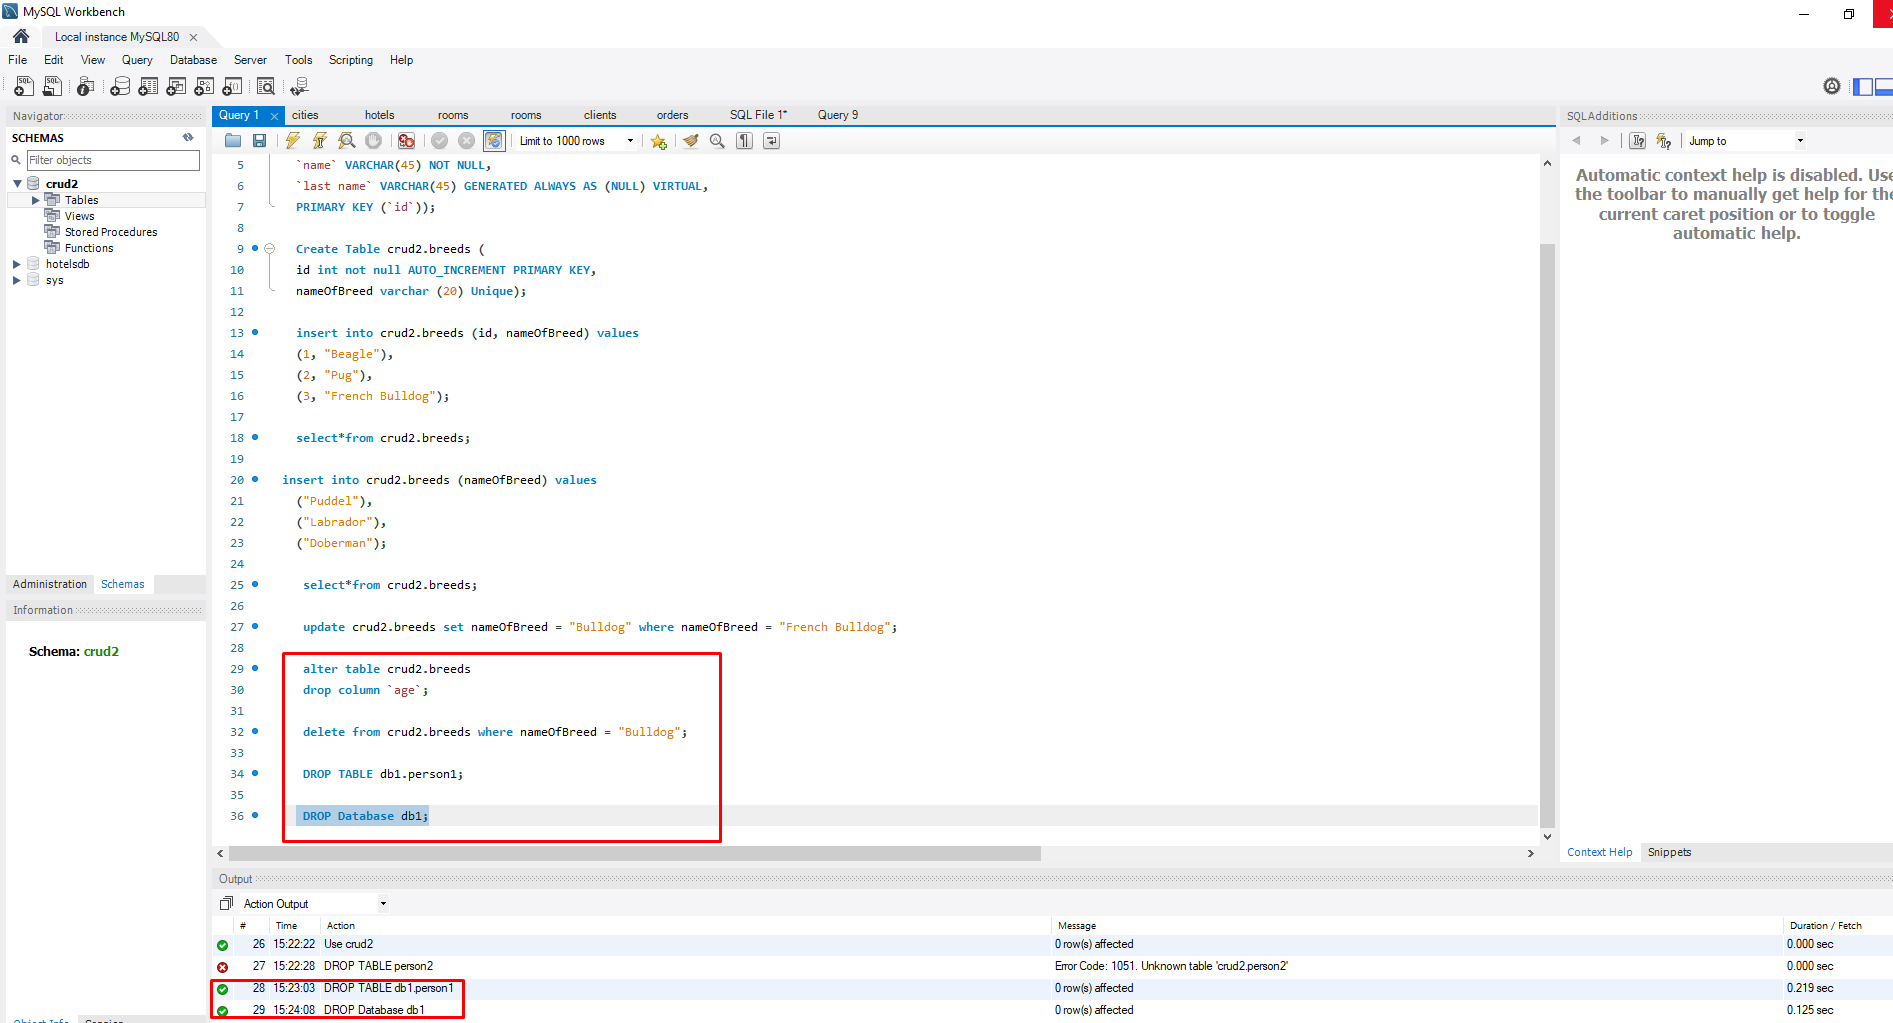 MySQL Workbench
Local instance MySQL80
File Edit View Query Database Server Tools Scripting Help
Navigator
SCHEMAS
Filter objects
crud2
Tables
Views
Stored Procedures
Functions
hotelsdb
sys
Administration Schemas
Information
Schema: crud2
Query 1 cities hotels rooms rooms clients orders SQL File 1* Query 9
Limit to 1000 rows
5 `name` VARCHAR(45) NOT NULL,
6 `last name` VARCHAR(45) GENERATED ALWAYS AS (NULL) VIRTUAL,
7 PRIMARY KEY (`id`));
8
9 Create Table crud2.breeds (
10 id int not null AUTO_INCREMENT PRIMARY KEY,
11 nameOfBreed varchar (20) Unique);
12
13 insert into crud2.breeds (id, nameOfBreed) values
14 (1, "Beagle"),
15 (2, "Pug"),
16 (3, "French Bulldog");
17
18 select*from crud2.breeds;
19
20 insert into crud2.breeds (nameOfBreed) values
21 ("Puddel"),
22 ("Labrador"),
23 ("Doberman");
24
25 select*from crud2.breeds;
26
27 update crud2.breeds set nameOfBreed = "Bulldog" where nameOfBreed = "French Bulldog";
28
29 alter table crud2.breeds
30 drop column `age`;
31
32 delete from crud2.breeds where nameOfBreed = "Bulldog";
33
34 DROP TABLE db1.person1;
35
36 DROP Database db1;
SQLAdditions
Jump to
Automatic context help is disabled. Use
the toolbar to manually get help for the
current caret position or to toggle
automatic help.
Context Help Snippets
Output
Action Output
# Time Action Message Duration / Fetch
26 15:22:22 Use crud2 0 row(s) affected 0.000 sec
27 15:22:28 DROP TABLE person2 Error Code: 1051. Unknown table 'crud2.person2' 0.000 sec
28 15:23:03 DROP TABLE db1.person1 0 row(s) affected 0.219 sec
29 15:24:08 DROP Database db1 0 row(s) affected 0.125 sec
Object Info Session